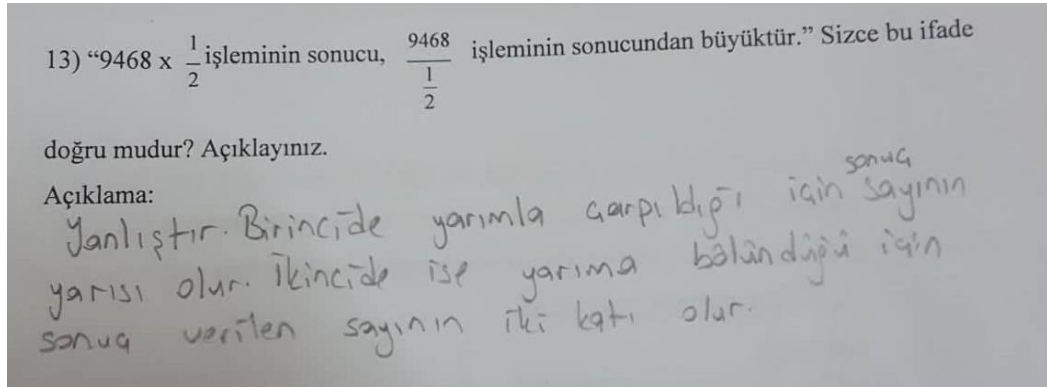 13) “9468 x 1/2 işleminin sonucu, 9468/(1/2) işleminin sonucundan büyüktür.” Sizce bu ifade
doğru mudur? Açıklayınız.
Açıklama:
sonuç
Yanlıştır. Birincide yarımla çarpıldığı için sayının
yarısı olur. İkincide ise yarıma bölündüğü için
sonuç verilen sayının iki katı olur.